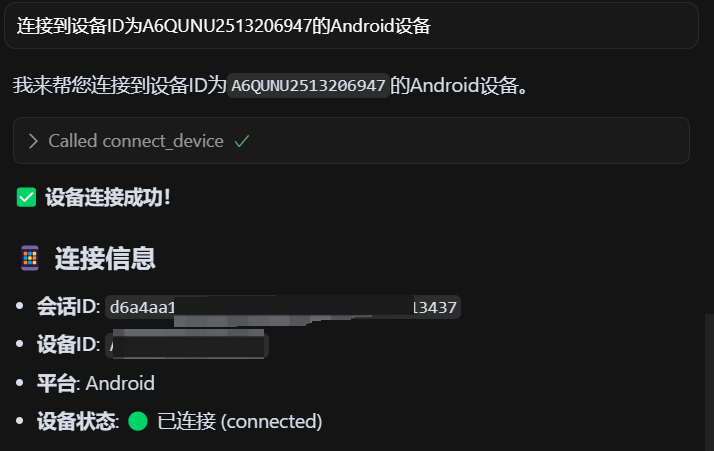 连接到设备ID为A6QUNU2513206947的Android设备
我来帮您连接到设备ID为A6QUNU2513206947的Android设备。
Called connect_device
设备连接成功！
连接信息
会话ID: d6a4aa1 13437
设备ID:
平台: Android
设备状态: 已连接 (connected)